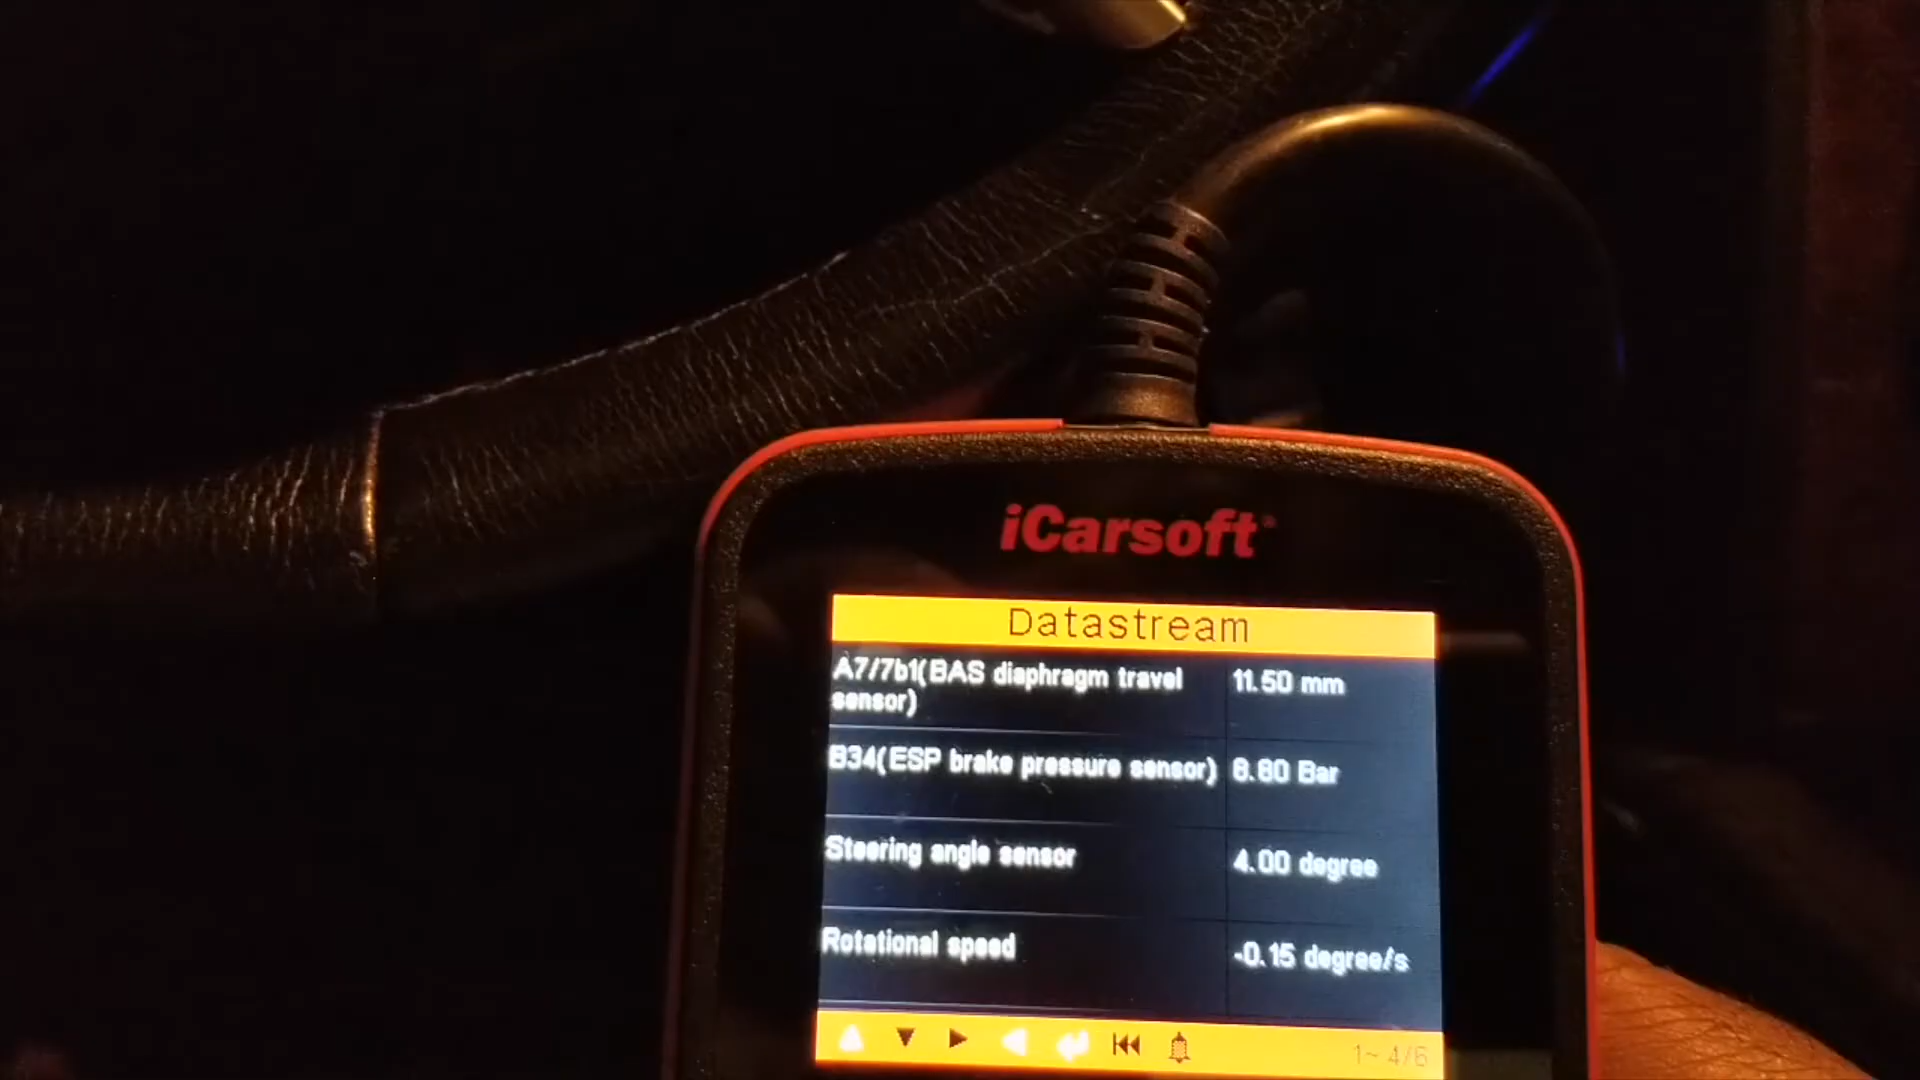 iCarsoft®
Datastream
A7/7b1(BAS diaphragm travel sensor) 11.50 mm
B34(ESP brake pressure sensor) 8.80 Bar
Steering angle sensor 4.00 degree
Rotational speed -0.15 degree/s
1~ 4/6